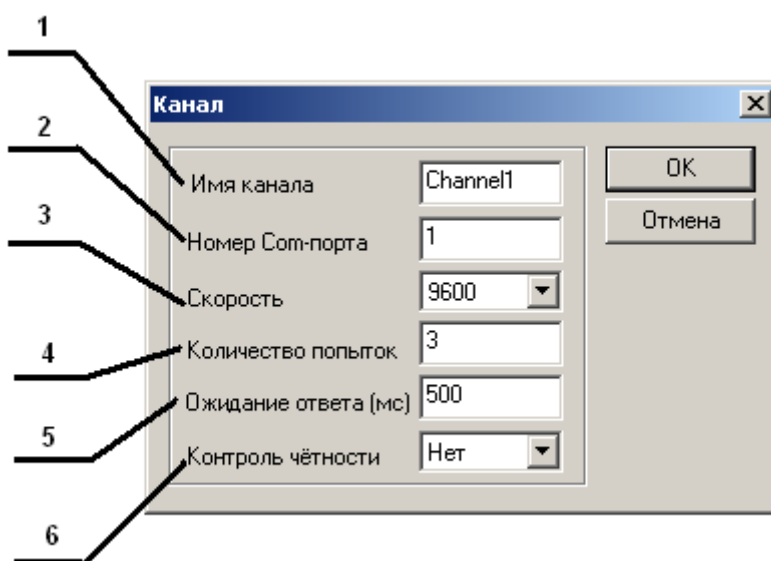 1
Канал
2
Имя канала Channel1 OK
3
Номер Com-порта 1 Отмена
Скорость 9600
4
Количество попыток 3
Ожидание ответа (мс) 500
5
Контроль чётности Нет
6